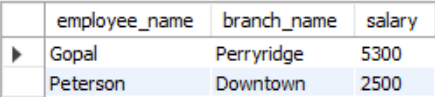 employee_name branch_name salary
Gopal Perryridge 5300
Peterson Downtown 2500